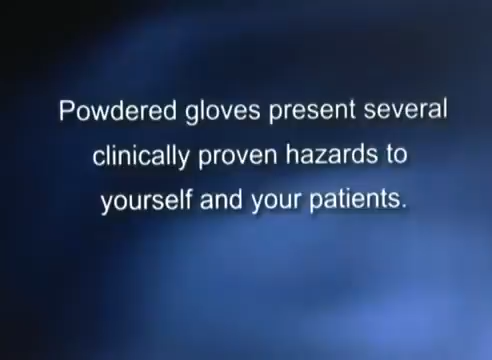 Powdered gloves present several
clinically proven hazards to
yourself and your patients.